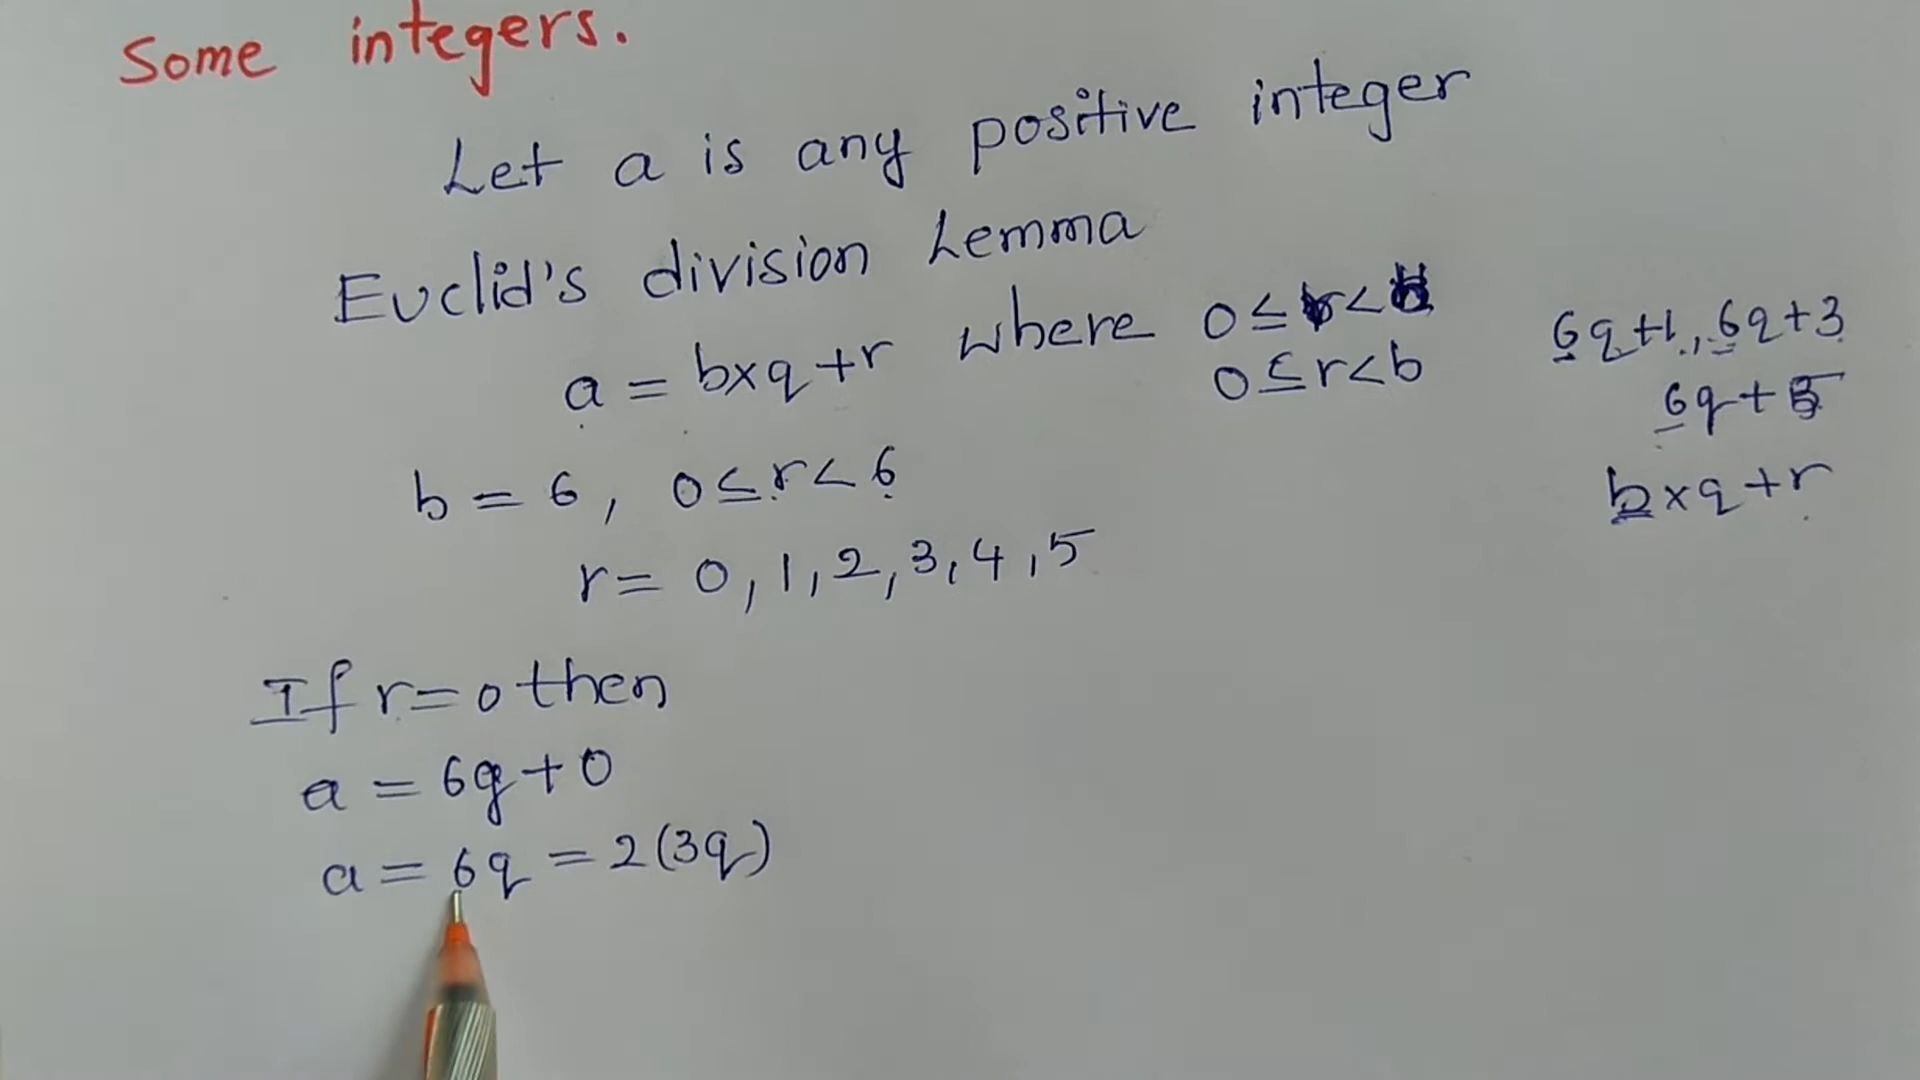 Some integers.
Let a is any positive integer
Euclid's division Lemma
a = b×q+r where 0≤r<
0≤r<b
6q+1, 6q+3
6q+5
b×q+r
b = 6, 0≤r<6
r= 0, 1, 2, 3, 4, 5
If r=0 then
a = 6q+0
a = 6q = 2(3q)